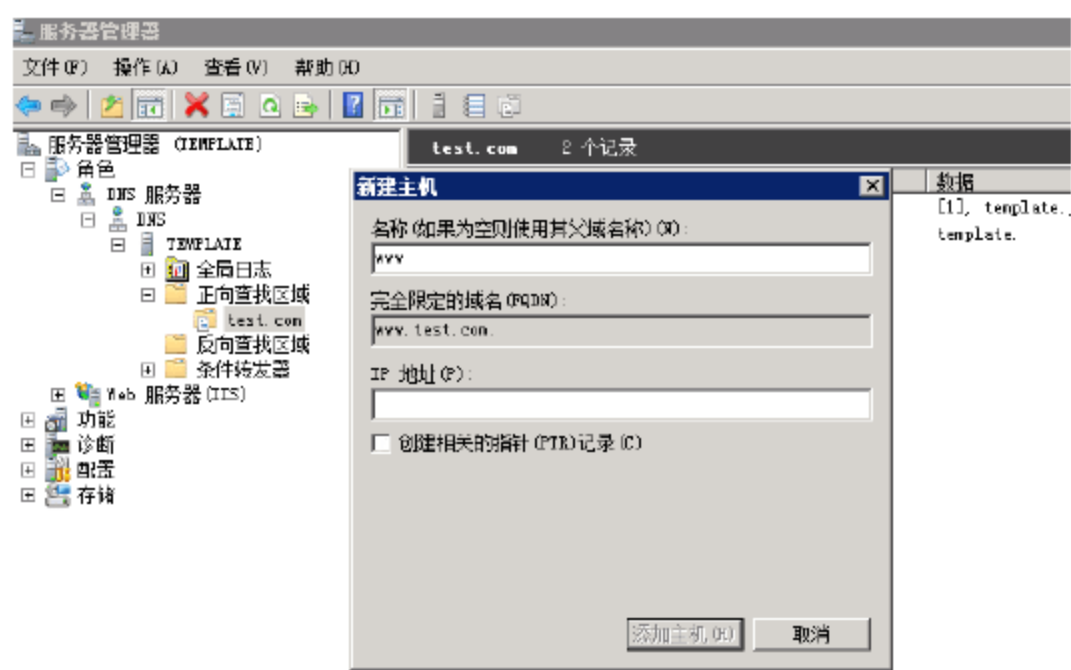 服务器管理器
文件(F) 操作(A) 查看(V) 帮助(H)
服务器管理器 (TEMPLATE)
角色
DNS 服务器
DNS
TEMPLATE
全局日志
正向查找区域
test.com
反向查找区域
条件转发器
Web 服务器(IIS)
功能
诊断
配置
存储
test.com 2 个记录
数据
[1], template.
template.
新建主机
名称(如果为空则使用其父域名称)(N):
www
完全限定的域名(FQDN):
www.test.com.
IP 地址(P):
创建相关的指针(PTR)记录(C)
添加主机(H) 取消